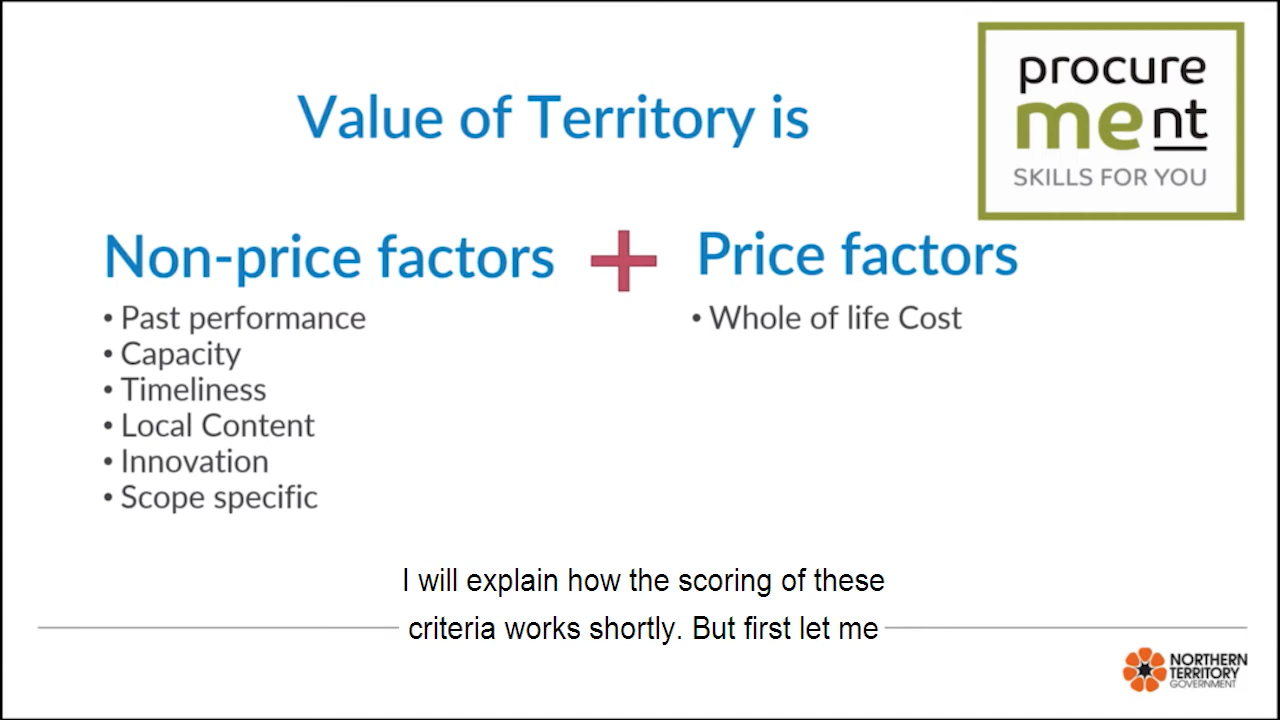 procure
ment
SKILLS FOR YOU
Value of Territory is
Non-price factors + Price factors
• Past performance
• Capacity
• Timeliness
• Local Content
• Innovation
• Scope specific
• Whole of life Cost
I will explain how the scoring of these
criteria works shortly. But first let me
NORTHERN
TERRITORY
GOVERNMENT